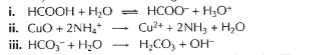 i. HCOOH + H₂O ⇌ HCOO⁻ + H₃O⁺
ii. CuO + 2NH₄⁺ → Cu²⁺ + 2NH₃ + H₂O
iii. HCO₃⁻ + H₂O → H₂CO₃ + OH⁻